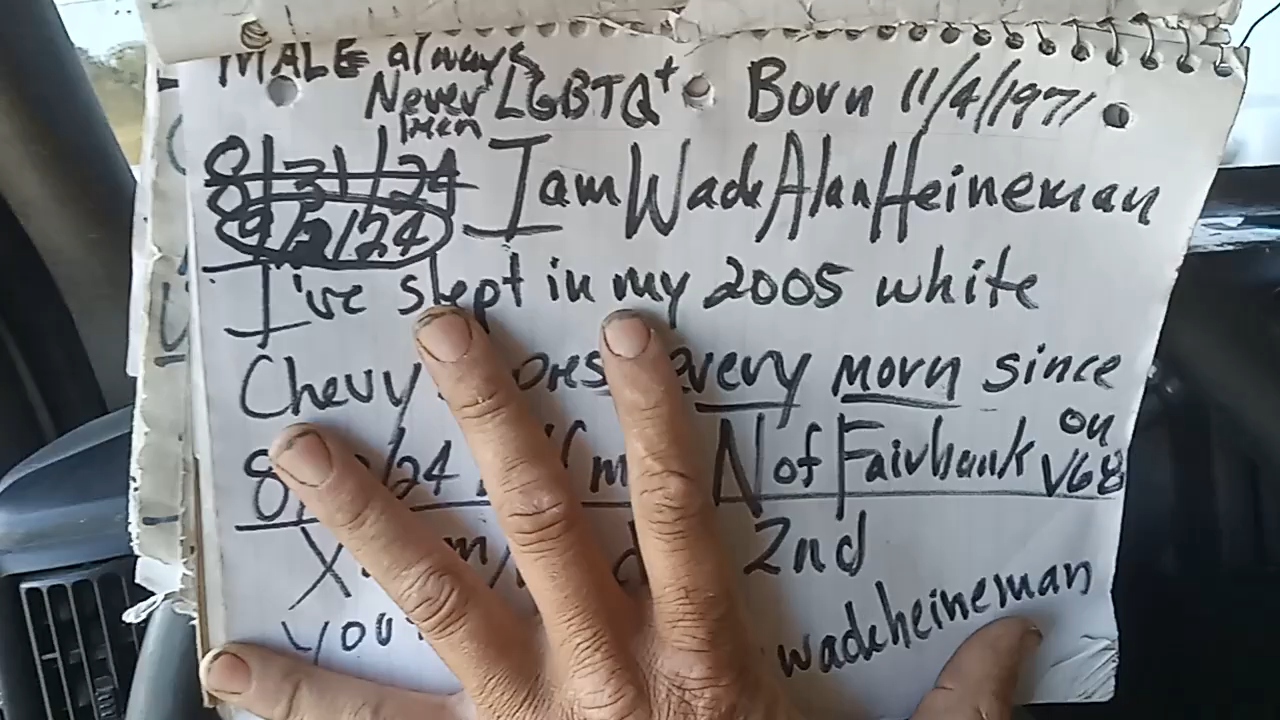 MALE always
Never been LGBTQ+ Born 11/4/1971
8/31/24
9/2/24 I am Wade Alan Heineman
I've slept in my 2005 white
Chevy every morn since
N of Fairbank on V68
2nd
wadeheineman